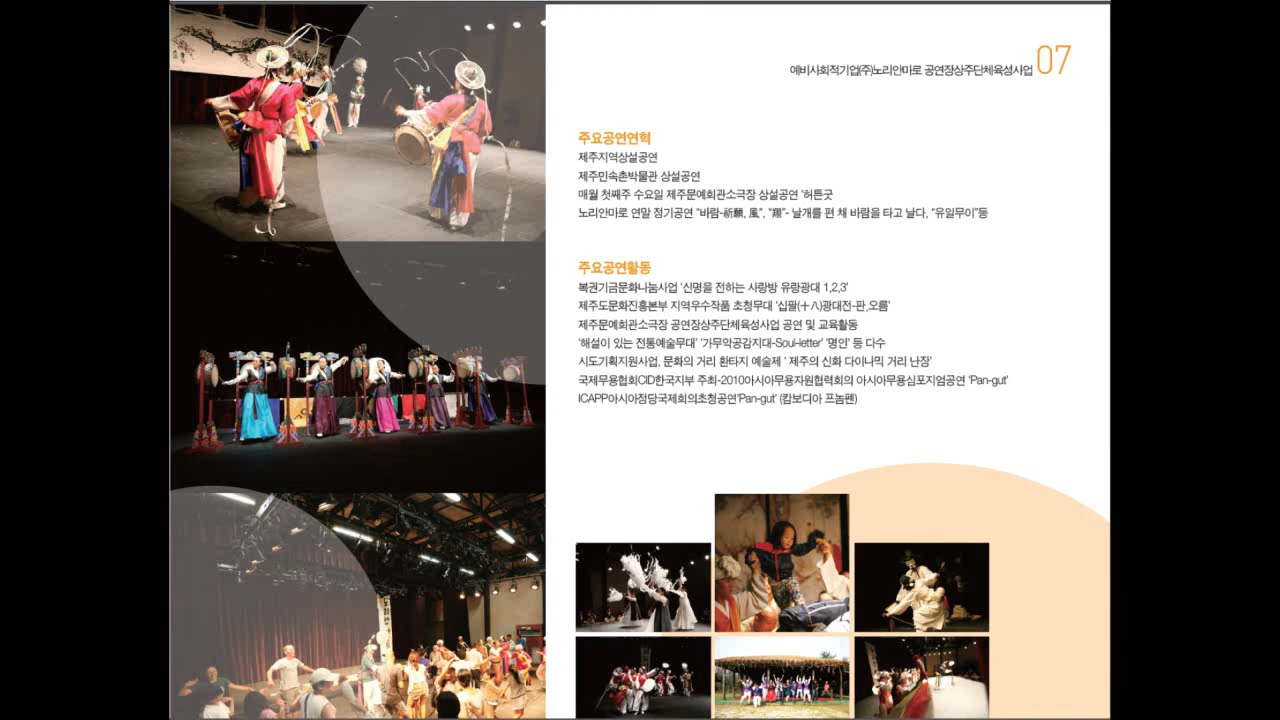 예비사회적기업(주)노리안마로 공연장상주단체육성사업 07
주요공연연혁
제주지역상설공연
제주민속촌박물관 상설공연
매월 첫째주 수요일 제주문예회관소극장 상설공연 '허튼굿
노리안마로 연말 정기공연 "바람-祈願, 風", "翔"- 날개를 편 채 바람을 타고 날다, "유일무이"등
주요공연활동
복권기금문화나눔사업 '신명을 전하는 사랑방 유랑광대 1,2,3'
제주도문화진흥본부 지역우수작품 초청무대 '십팔(十八)광대전-판,오름'
제주문예회관소극장 공연장상주단체육성사업 공연 및 교육활동
'해설이 있는 전통예술무대' '가무악공감지대-Soul-letter' '명인' 등 다수
시도기획지원사업, 문화의 거리 환타지 예술제 ' 제주의 신화 다이나믹 거리 난장'
국제무용협회CID한국지부 주최-2010아시아무용자원협력회의 아시아무용심포지엄공연 'Pan-gut'
ICAPP아시아정당국제회의초청공연'Pan-gut' (캄보디아 프놈펜)